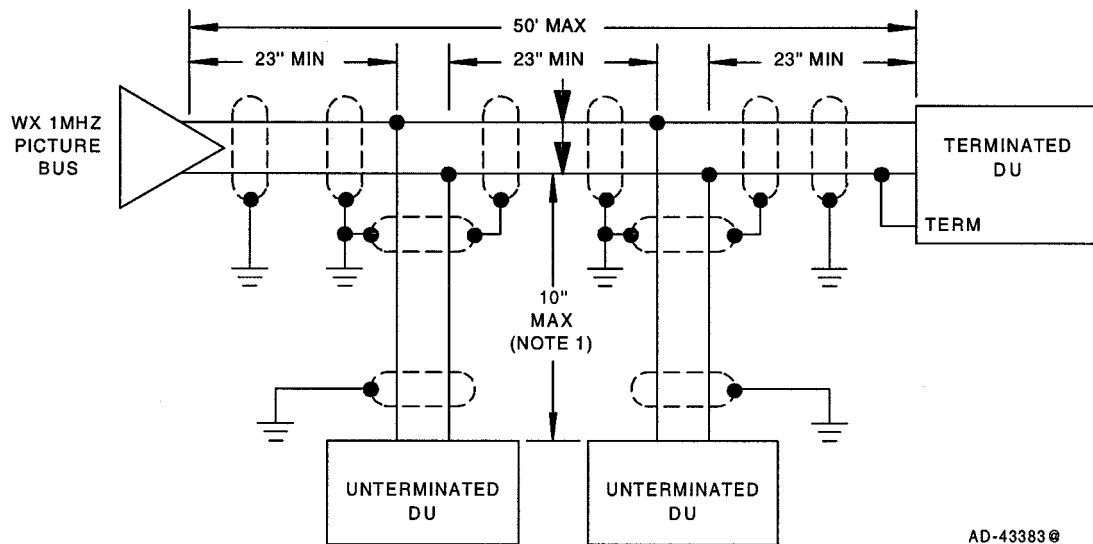 50' MAX
23" MIN
23" MIN
23" MIN
WX 1MHZ
PICTURE
BUS
TERMINATED
DU
TERM
10"
MAX
(NOTE 1)
UNTERMINATED
DU
UNTERMINATED
DU
AD-43383@